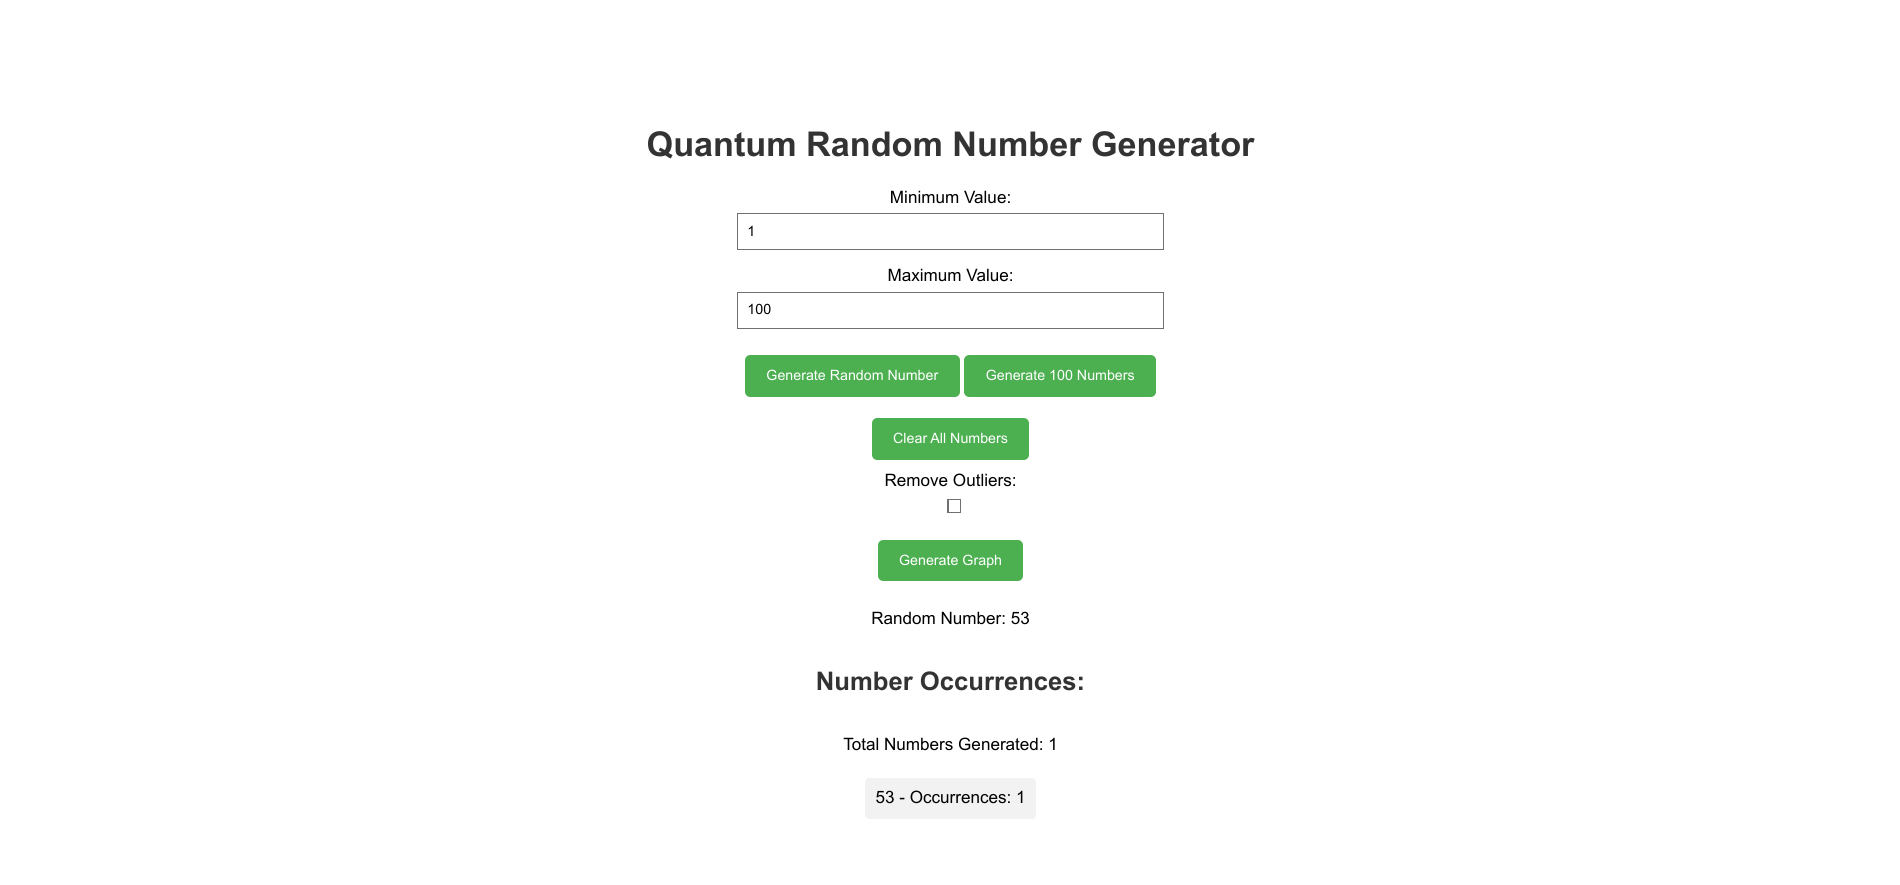 Quantum Random Number Generator
Minimum Value:
1
Maximum Value:
100
Generate Random Number Generate 100 Numbers
Clear All Numbers
Remove Outliers:
Generate Graph
Random Number: 53
Number Occurrences:
Total Numbers Generated: 1
53 - Occurrences: 1